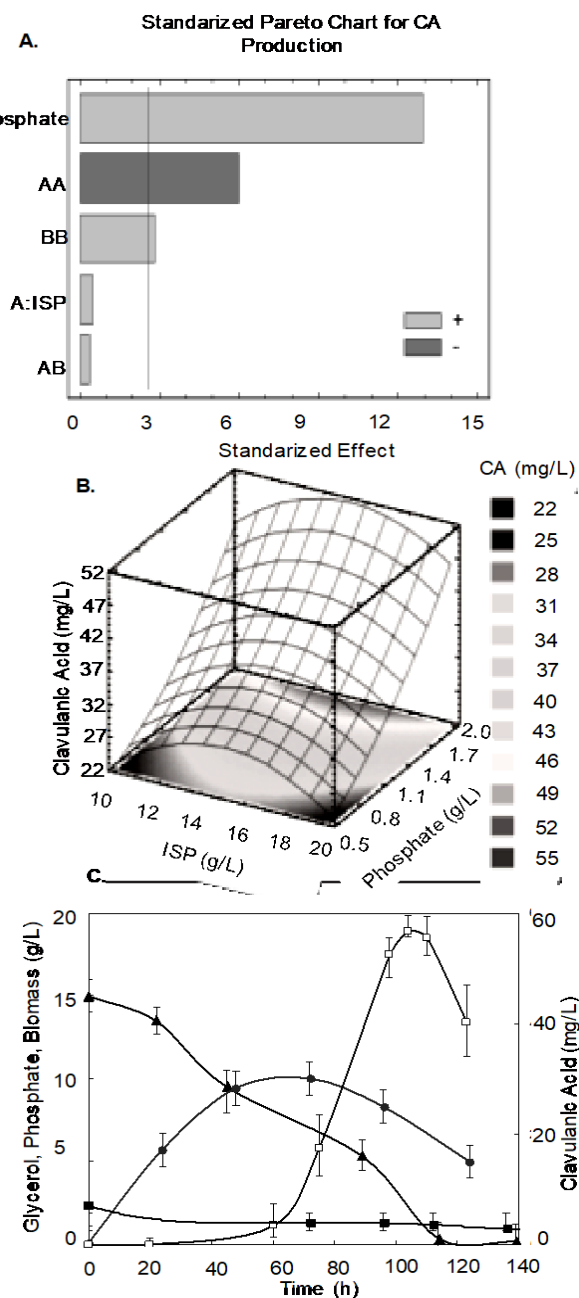 Standarized Pareto Chart for CA
Production
A.
osphate
AA
BB
A:ISP
AB
+
-
0 3 6 9 12 15
Standarized Effect
B.
CA (mg/L)
22
25
28
31
34
37
40
43
46
49
52
55
Clavulanic Acid (mg/L)
52
47
42
37
32
27
22
10 12 14 16 18 20
ISP (g/L)
0.5 0.8 1.1 1.4 1.7 2.0
Phosphate (g/L)
C.
Glycerol, Phosphate, Biomass (g/L)
20
15
10
5
0
60
40
20
0
Clavulanic Acid (mg/L)
0 20 40 60 80 100 120 140
Time (h)